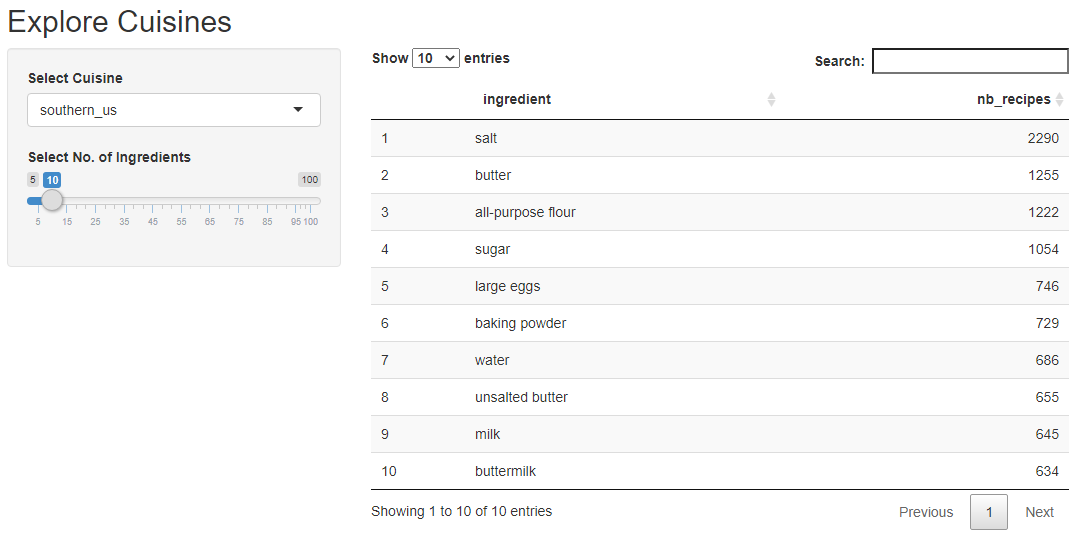 Explore Cuisines
Select Cuisine
southern_us
Select No. of Ingredients
5 10 100
5 15 25 35 45 55 65 75 85 95 100
Show 10 entries
Search:
ingredient nb_recipes
1 salt 2290
2 butter 1255
3 all-purpose flour 1222
4 sugar 1054
5 large eggs 746
6 baking powder 729
7 water 686
8 unsalted butter 655
9 milk 645
10 buttermilk 634
Showing 1 to 10 of 10 entries
Previous 1 Next